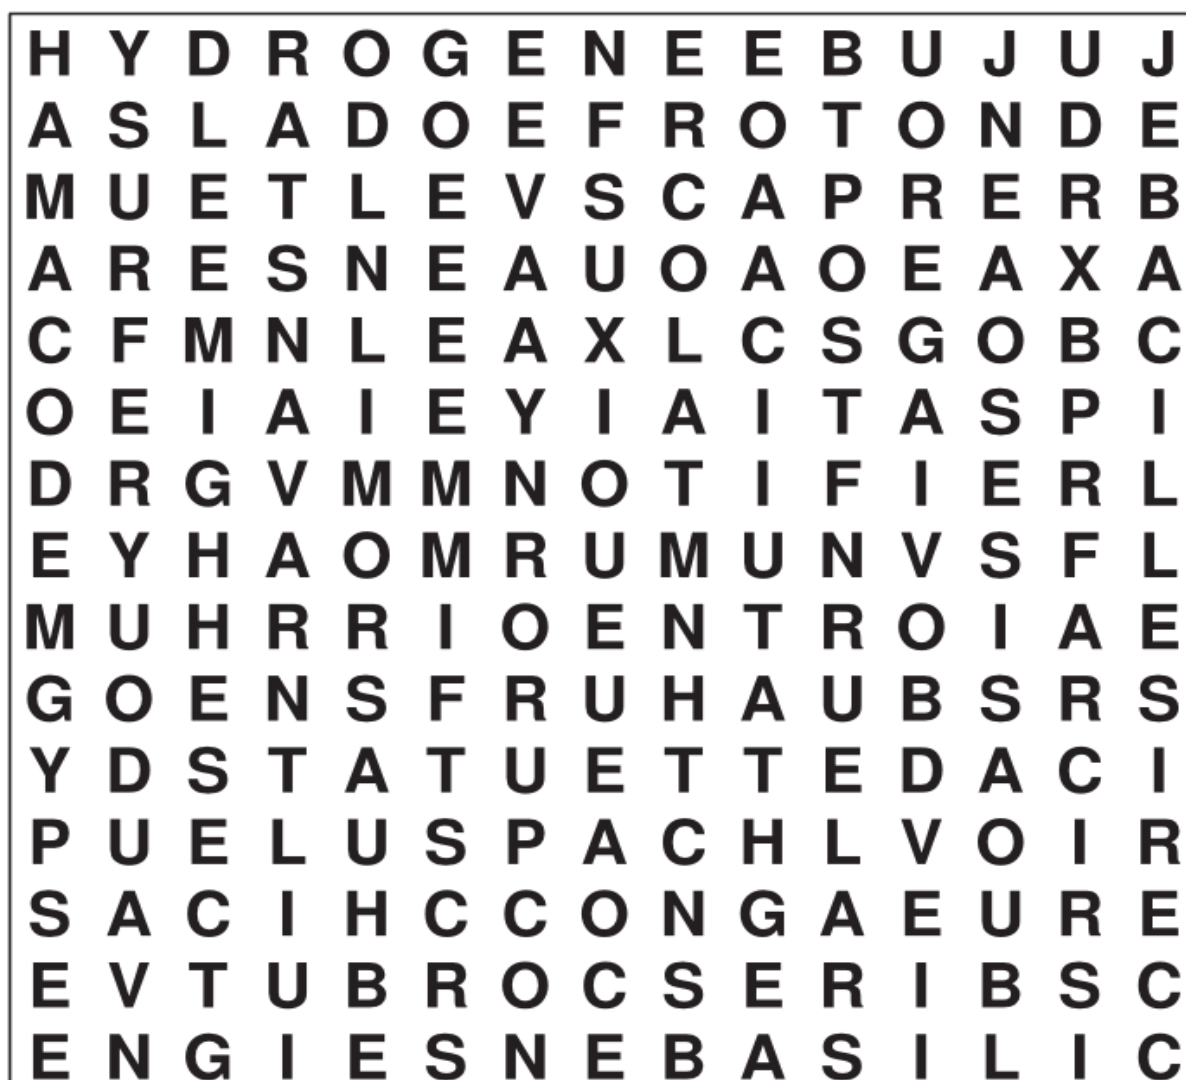 H Y D R O G E N E E B U J U J
A S L A D O E F R O T O N D E
M U E T L E V S C A P R E R B
A R E S N E A U O A O E A X A
C F M N L E A X L C S G O B C
O E I A I E Y I A I T A S P I
D R G V M M N O T I F I E R L
E Y H A O M R U M U N V S F L
M U H R R I O E N T R O I A E
G O E N S F R U H A U B S R S
Y D S T A T U E T T E D A C I
P U E L U S P A C H L V O I R
S A C I H C C O N G A E U R E
E V T U B R O C S E R I B S C
E N G I E S N E B A S I L I C